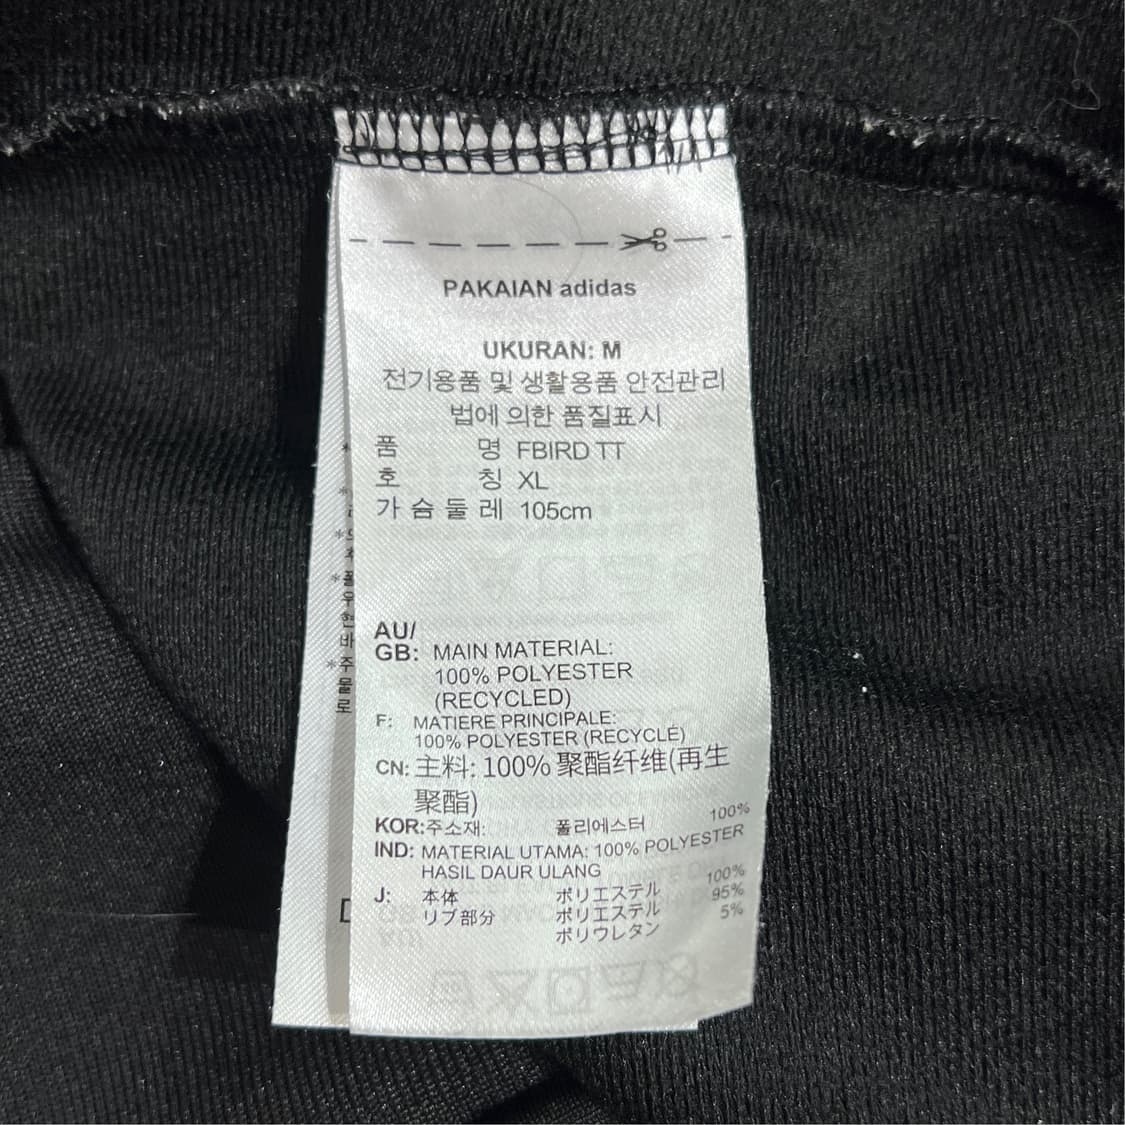 PAKAIAN adidas
UKURAN: M
전기용품 및 생활용품 안전관리
법에 의한 품질표시
품 명 FBIRD TT
호 칭 XL
가슴둘레 105cm
AU/
GB: MAIN MATERIAL:
100% POLYESTER
(RECYCLED)
F: MATIERE PRINCIPALE:
100% POLYESTER (RECYCLÉ)
CN: 主料: 100% 聚酯纤维(再生
聚酯)
KOR:주소재: 폴리에스터 100%
IND: MATERIAL UTAMA: 100% POLYESTER
HASIL DAUR ULANG
J: 本体 ポリエステル 100%
リブ部分 ポリエステル 95%
ポリウレタン 5%